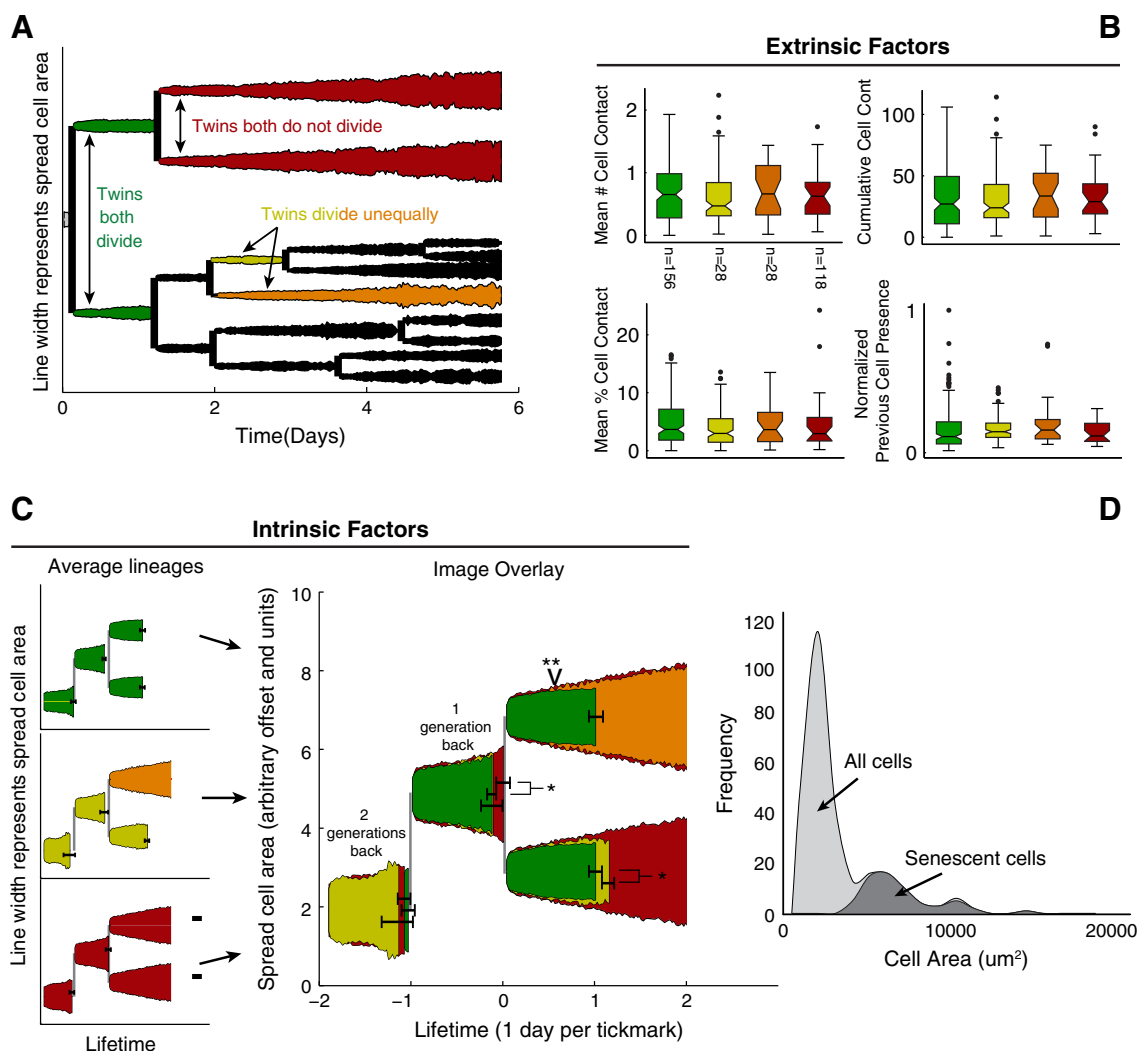 A
Line width represents spread cell area
Twins both do not divide
Twins
both
divide
Twins divide unequally
0
2
4
6
Time(Days)
B
Extrinsic Factors
Mean # Cell Contact
2
1
0
n=156
n=28
n=28
n=118
Cumulative Cell Cont
100
50
0
Mean % Cell Contact
20
10
0
Normalized
Previous Cell Presence
1
0
C
Intrinsic Factors
Average lineages
Line width represents spread cell area
Lifetime
Image Overlay
Spread cell area (arbitrary offset and units)
10
8
6
4
2
0
**
V
1
generation
back
*
2
generations
back
*
−2
−1
0
1
2
Lifetime (1 day per tickmark)
D
Frequency
120
100
80
60
40
20
0
All cells
Senescent cells
0
10000
20000
Cell Area (um²)